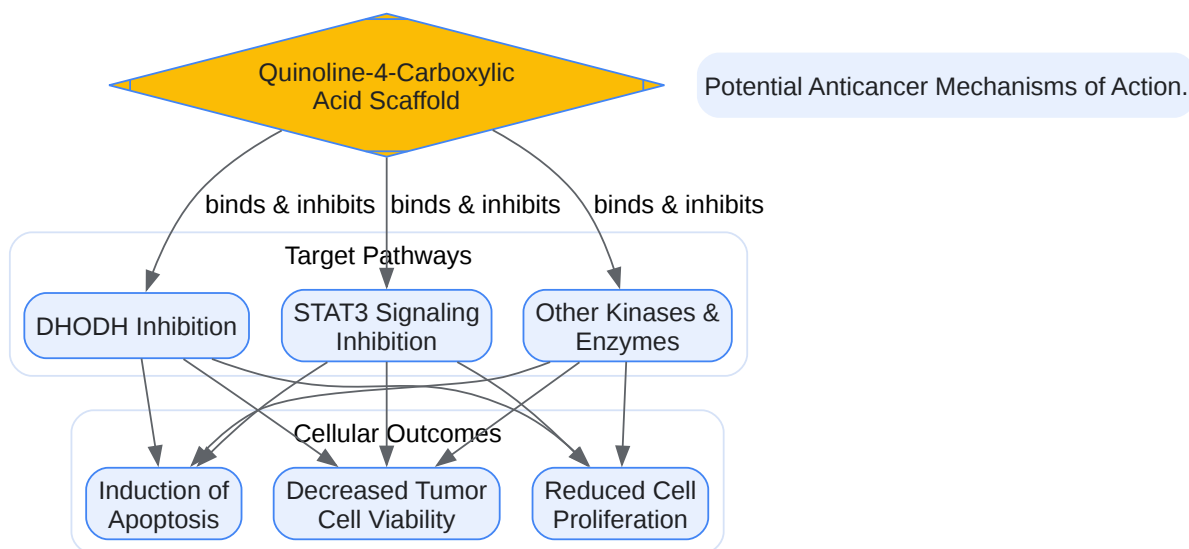 Quinoline-4-Carboxylic
Acid Scaffold
Potential Anticancer Mechanisms of Action.
binds & inhibits
binds & inhibits
binds & inhibits
Target Pathways
DHODH Inhibition
STAT3 Signaling
Inhibition
Other Kinases &
Enzymes
Cellular Outcomes
Induction of
Apoptosis
Decreased Tumor
Cell Viability
Reduced Cell
Proliferation